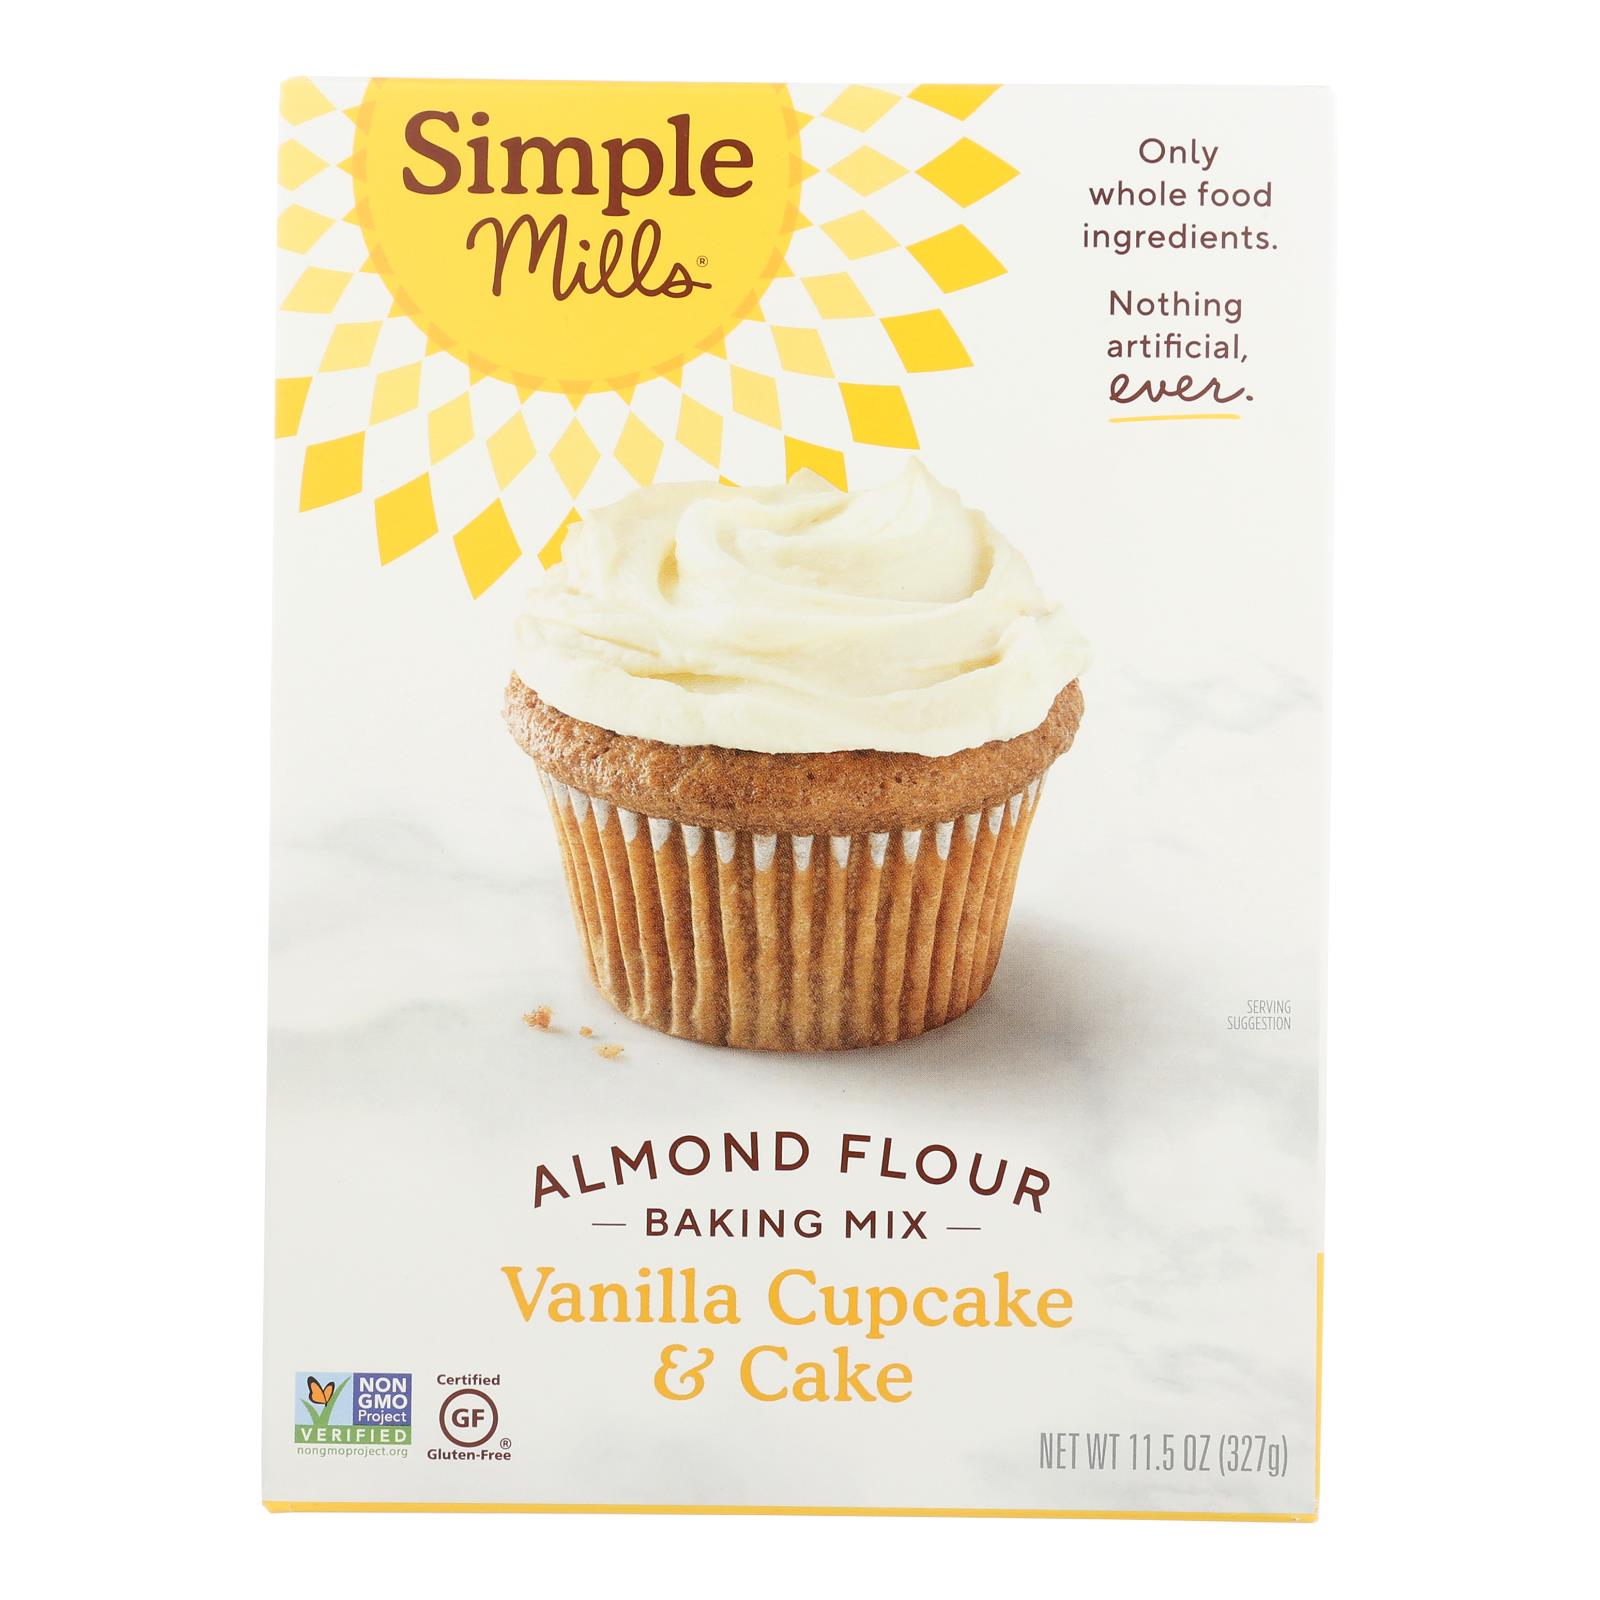 Simple
Mills®
Only
whole food
ingredients.
Nothing
artificial,
ever.
SERVING
SUGGESTION
ALMOND FLOUR
— BAKING MIX —
Vanilla Cupcake
& Cake
NON
GMO
Project
VERIFIED
nongmoproject.org
Certified
GF
®
Gluten-Free
NET WT 11.5 OZ (327g)